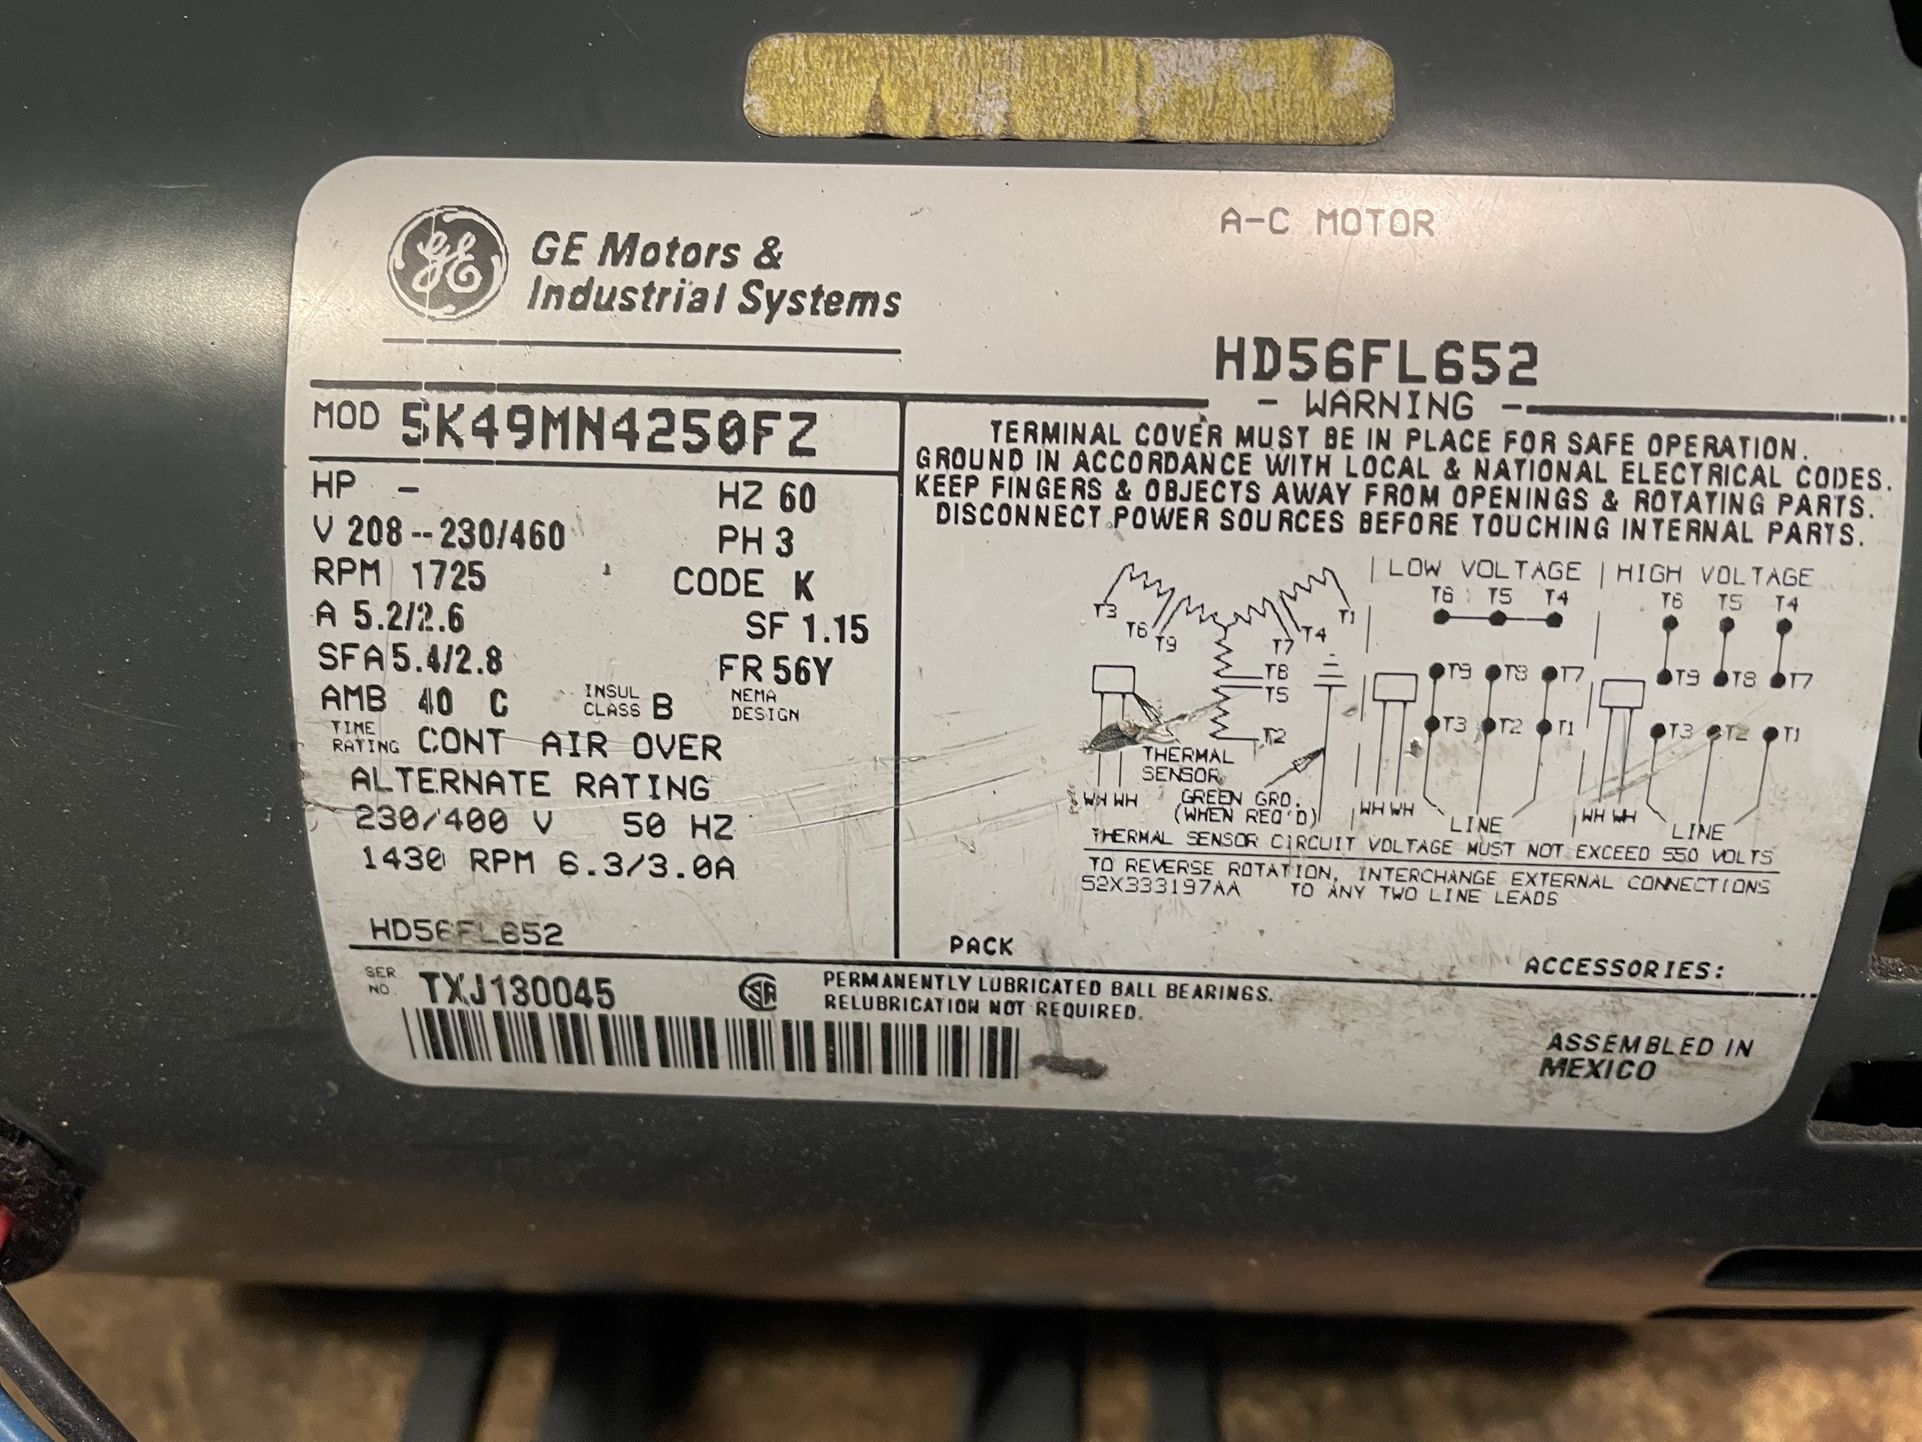 GE
GE Motors &
Industrial Systems
A-C MOTOR
HD56FL652
MOD 5K49MN4250FZ
HP - HZ 60
V 208--230/460 PH 3
RPM 1725 CODE K
A 5.2/2.6 SF 1.15
SFA 5.4/2.8 FR 56Y
AMB 40 C INSUL CLASS B NEMA DESIGN
TIME RATING CONT AIR OVER
ALTERNATE RATING
230/400 V 50 HZ
1430 RPM 6.3/3.0A
HD56FL652
- WARNING -
TERMINAL COVER MUST BE IN PLACE FOR SAFE OPERATION.
GROUND IN ACCORDANCE WITH LOCAL & NATIONAL ELECTRICAL CODES.
KEEP FINGERS & OBJECTS AWAY FROM OPENINGS & ROTATING PARTS.
DISCONNECT POWER SOURCES BEFORE TOUCHING INTERNAL PARTS.
T3 T6 T9 T7 T4 T1
T8
T5
T2
THERMAL
SENSOR
WH WH
GREEN GRD.
(WHEN REQ'D)
LOW VOLTAGE
T6 T5 T4
T9 T8 T7
T3 T2 T1
WH WH
LINE
HIGH VOLTAGE
T6 T5 T4
T9 T8 T7
T3 T2 T1
WH WH
LINE
THERMAL SENSOR CIRCUIT VOLTAGE MUST NOT EXCEED 550 VOLTS
TO REVERSE ROTATION, INTERCHANGE EXTERNAL CONNECTIONS
52X333197AA TO ANY TWO LINE LEADS
PACK
ACCESSORIES:
SER. NO. TXJ130045
PERMANENTLY LUBRICATED BALL BEARINGS.
RELUBRICATION NOT REQUIRED.
ASSEMBLED IN
MEXICO